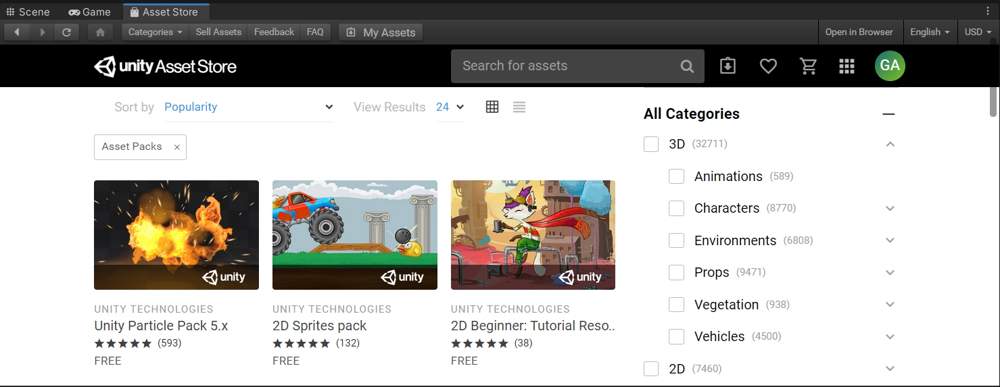 Scene Game Asset Store
Categories Sell Assets Feedback FAQ My Assets Open in Browser English USD
unity Asset Store Search for assets GA
Sort by Popularity View Results 24
Asset Packs ×
unity unity unity
UNITY TECHNOLOGIES UNITY TECHNOLOGIES UNITY TECHNOLOGIES
Unity Particle Pack 5.x 2D Sprites pack 2D Beginner: Tutorial Reso..
(593) (132) (38)
FREE FREE FREE
All Categories
3D (32711)
Animations (589)
Characters (8770)
Environments (6808)
Props (9471)
Vegetation (938)
Vehicles (4500)
2D (7460)